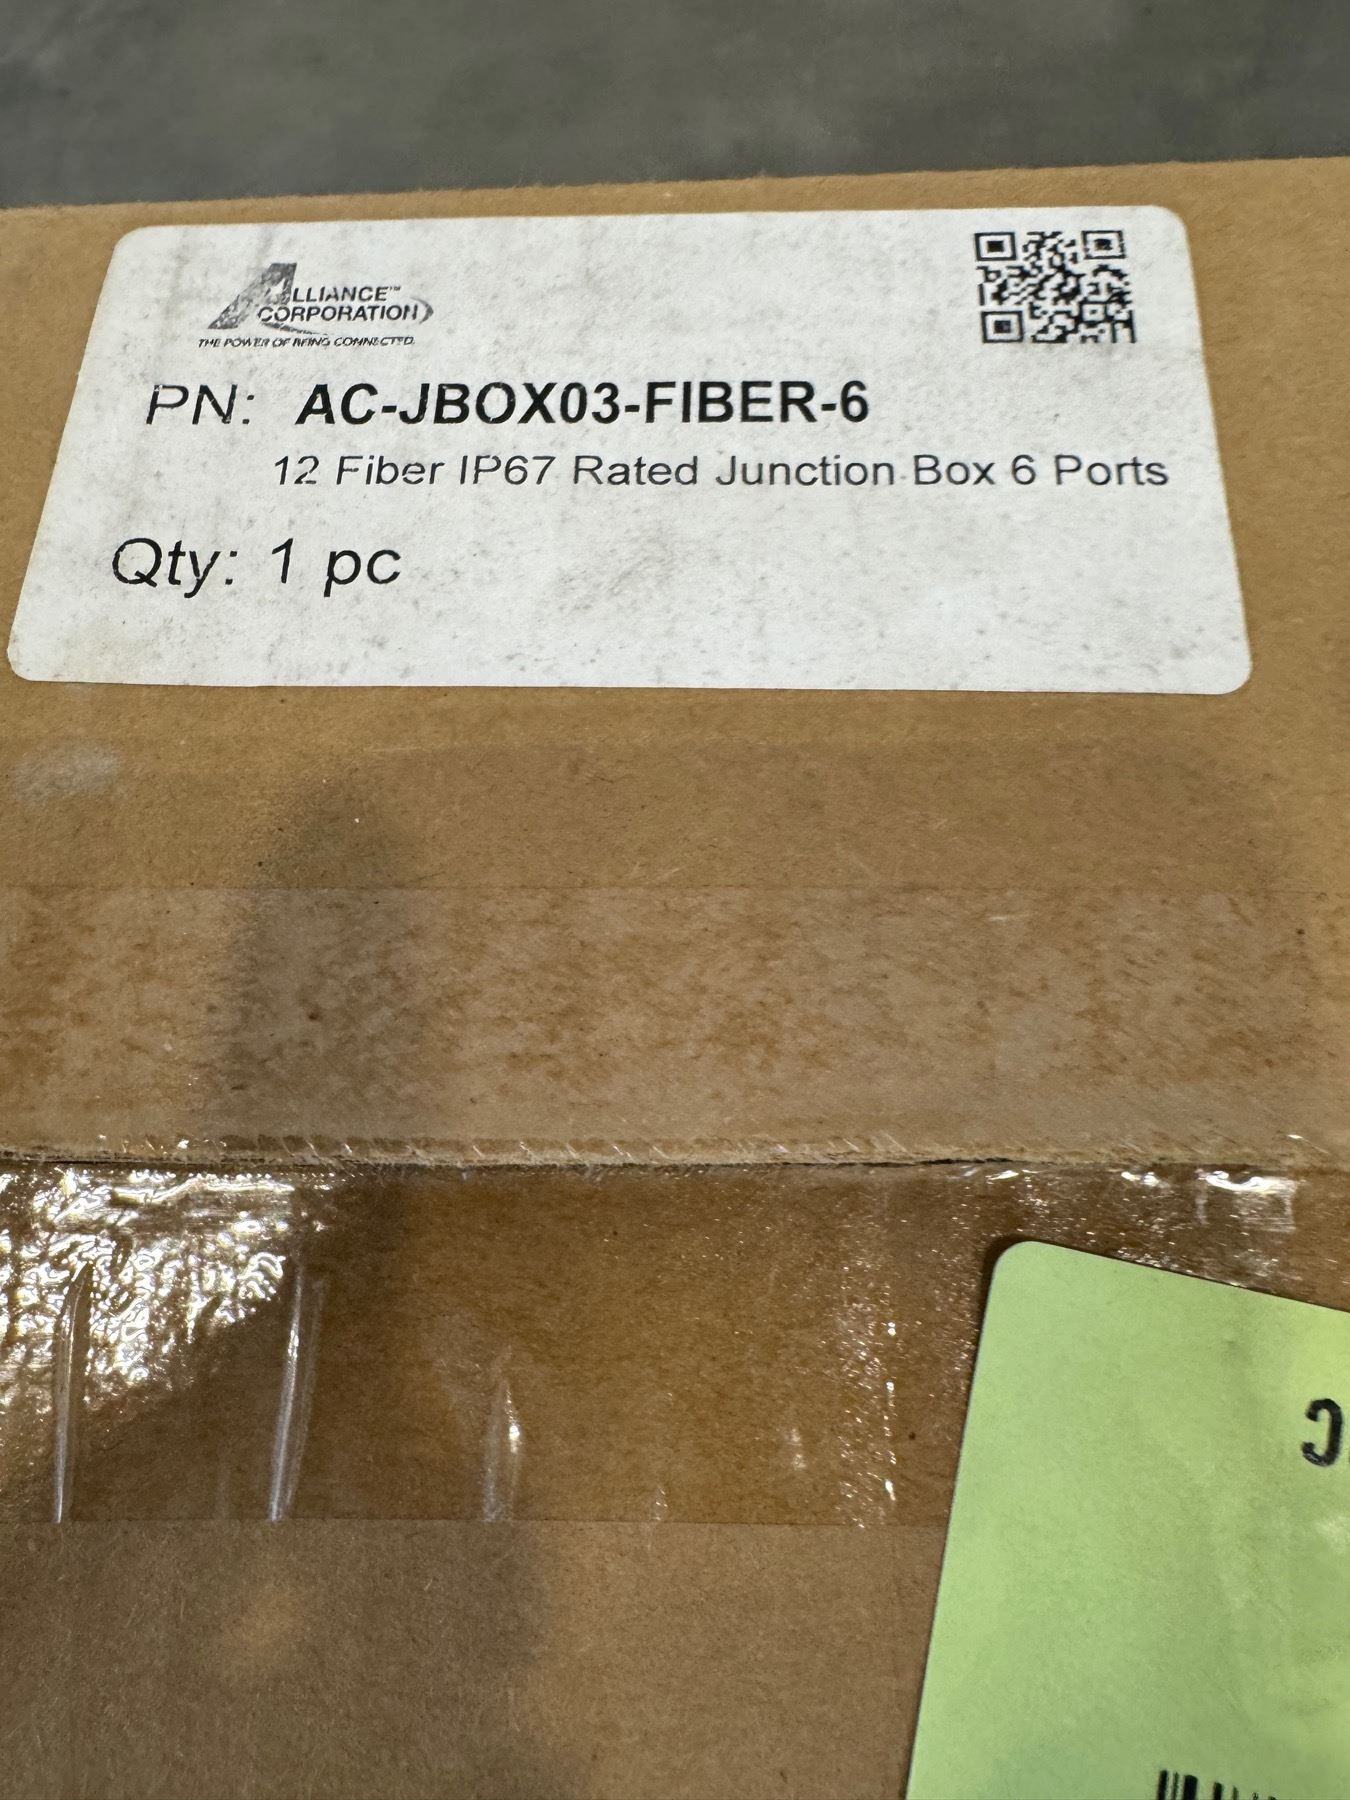 ALLIANCE™
CORPORATION
THE POWER OF BEING CONNECTED.
PN: AC-JBOX03-FIBER-6
12 Fiber IP67 Rated Junction Box 6 Ports
Qty: 1 pc